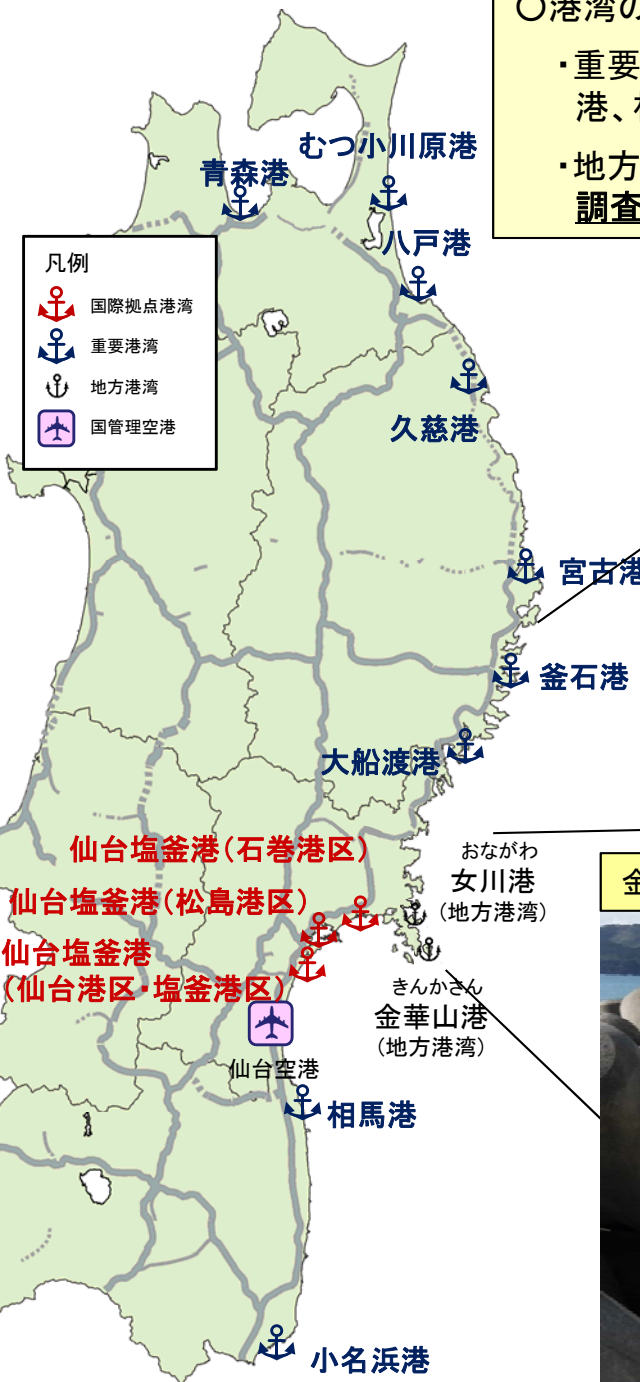 〇港湾の
・重要
港、
・地方
調査
むつ小川原港
青森港
八戸港
凡例
国際拠点港湾
重要港湾
地方港湾
国管理空港
久慈港
宮古港
釜石港
大船渡港
仙台塩釜港(石巻港区)
おながわ
女川港
(地方港湾)
金
仙台塩釜港(松島港区)
仙台塩釜港
(仙台港区・塩釜港区)
きんかさん
金華山港
(地方港湾)
仙台空港
相馬港
小名浜港